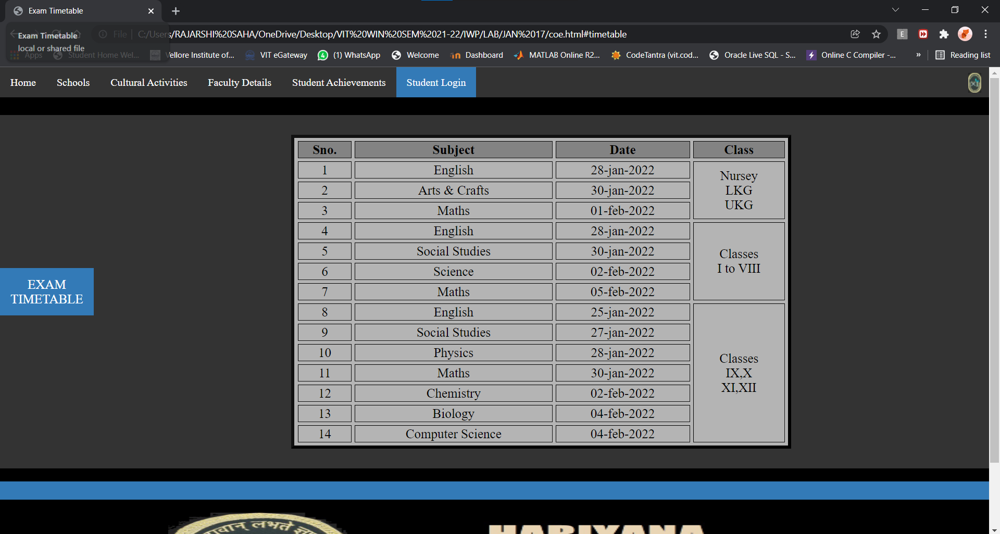 Exam Timetable
Exam Timetable
local or shared file
File
C:/Users/RAJARSHI%20SAHA/OneDrive/Desktop/VIT%20WIN%20SEM%2021-22/IWP/LAB/JAN%2017/coe.html#timetable
E
Apps Student Home Wel... Vellore Institute of... VIT eGateway (1) WhatsApp Welcome Dashboard MATLAB Online R2... CodeTantra (vit.cod... Oracle Live SQL - S... Online C Compiler -... » Reading list
Home Schools Cultural Activities Faculty Details Student Achievements Student Login
Sno. Subject Date Class
1 English 28-jan-2022
2 Arts & Crafts 30-jan-2022
3 Maths 01-feb-2022
Nursey
LKG
UKG
4 English 28-jan-2022
5 Social Studies 30-jan-2022
6 Science 02-feb-2022
7 Maths 05-feb-2022
Classes
I to VIII
8 English 25-jan-2022
9 Social Studies 27-jan-2022
10 Physics 28-jan-2022
11 Maths 30-jan-2022
12 Chemistry 02-feb-2022
13 Biology 04-feb-2022
14 Computer Science 04-feb-2022
Classes
IX,X
XI,XII
EXAM
TIMETABLE
लभते
HARIYANA